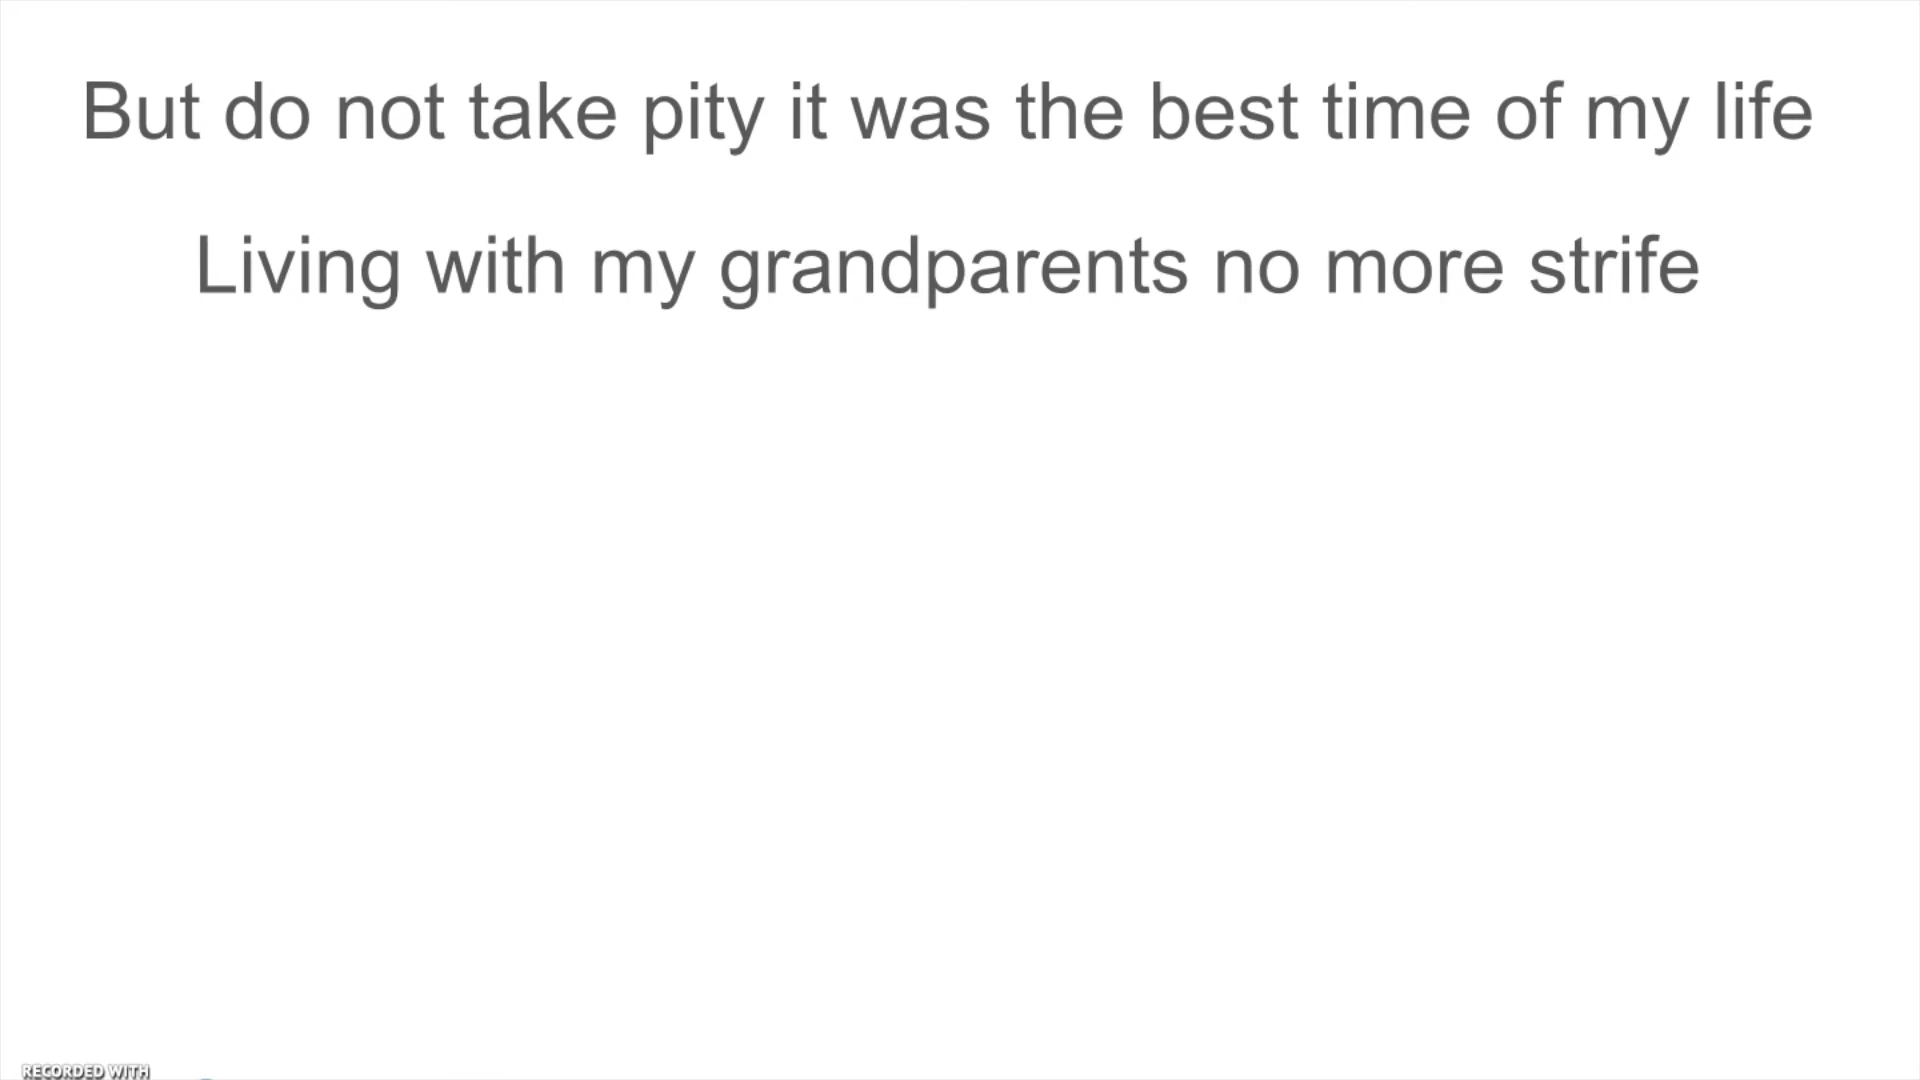 But do not take pity it was the best time of my life
Living with my grandparents no more strife
RECORDED WITH